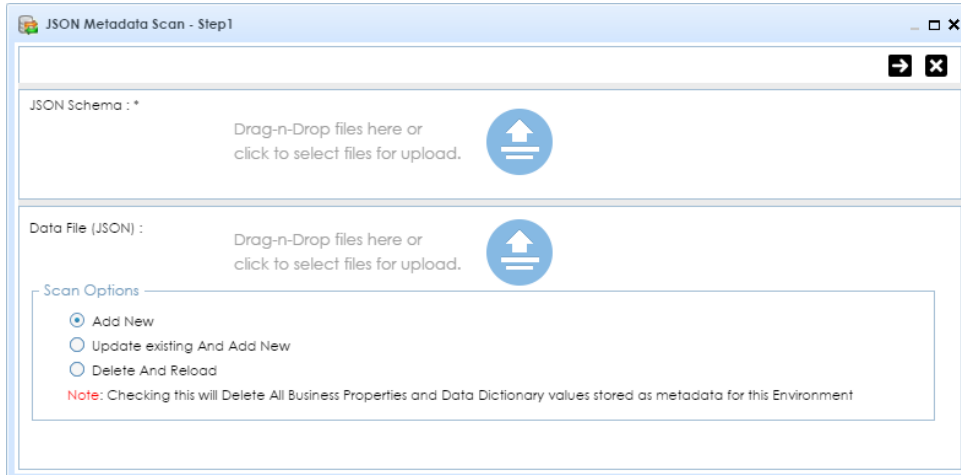 JSON Metadata Scan - Step1
JSON Schema : *
Drag-n-Drop files here or
click to select files for upload.
Data File (JSON) :
Drag-n-Drop files here or
click to select files for upload.
Scan Options
Add New
Update existing And Add New
Delete And Reload
Note: Checking this will Delete All Business Properties and Data Dictionary values stored as metadata for this Environment